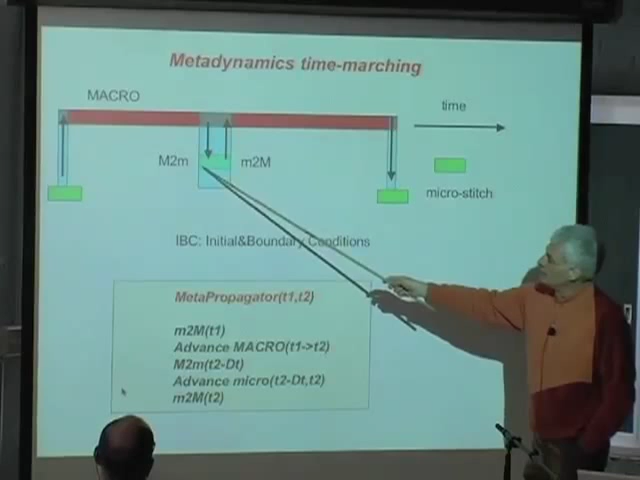 Metadynamics time-marching
MACRO
time
M2m
m2M
micro-stitch
IBC: Initial&Boundary Conditions
MetaPropagator(t1,t2)
m2M(t1)
Advance MACRO(t1->t2)
M2m(t2-Dt)
Advance micro(t2-Dt,t2)
m2M(t2)